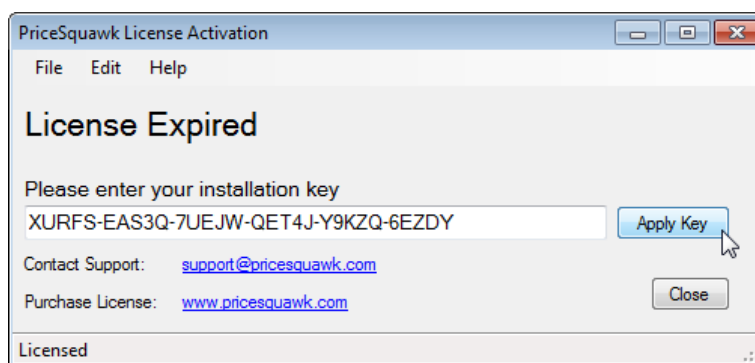 PriceSquawk License Activation
File Edit Help
License Expired
Please enter your installation key
XURFS-EAS3Q-7UEJW-QET4J-Y9KZQ-6EZDY
Apply Key
Contact Support: support@pricesquawk.com
Purchase License: www.pricesquawk.com
Close
Licensed